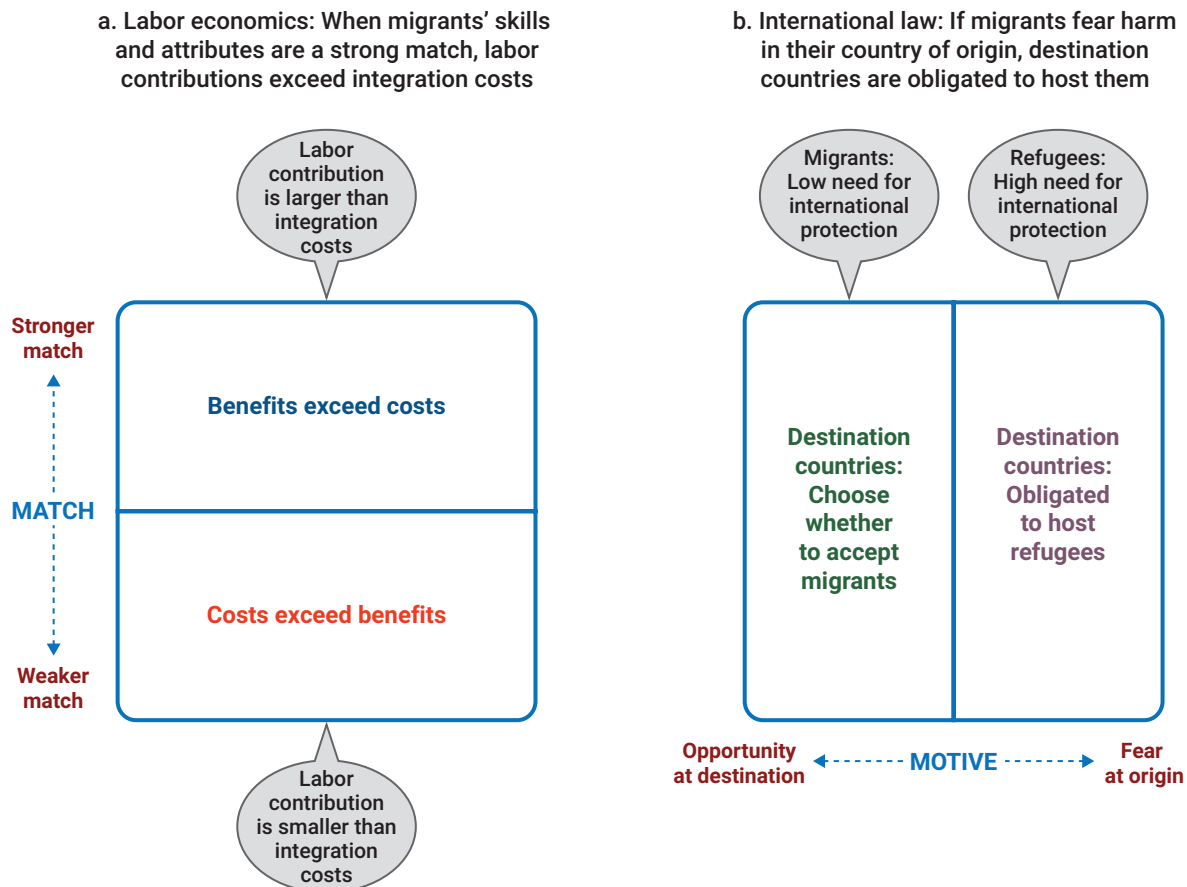 a. Labor economics: When migrants’ skills
and attributes are a strong match, labor
contributions exceed integration costs
Labor
contribution
is larger than
integration
costs
Stronger
match
MATCH
Weaker
match
Benefits exceed costs
Costs exceed benefits
Labor
contribution
is smaller than
integration
costs
b. International law: If migrants fear harm
in their country of origin, destination
countries are obligated to host them
Migrants:
Low need for
international
protection
Refugees:
High need for
international
protection
Destination
countries:
Choose
whether
to accept
migrants
Destination
countries:
Obligated
to host
refugees
Opportunity
at destination
MOTIVE
Fear
at origin